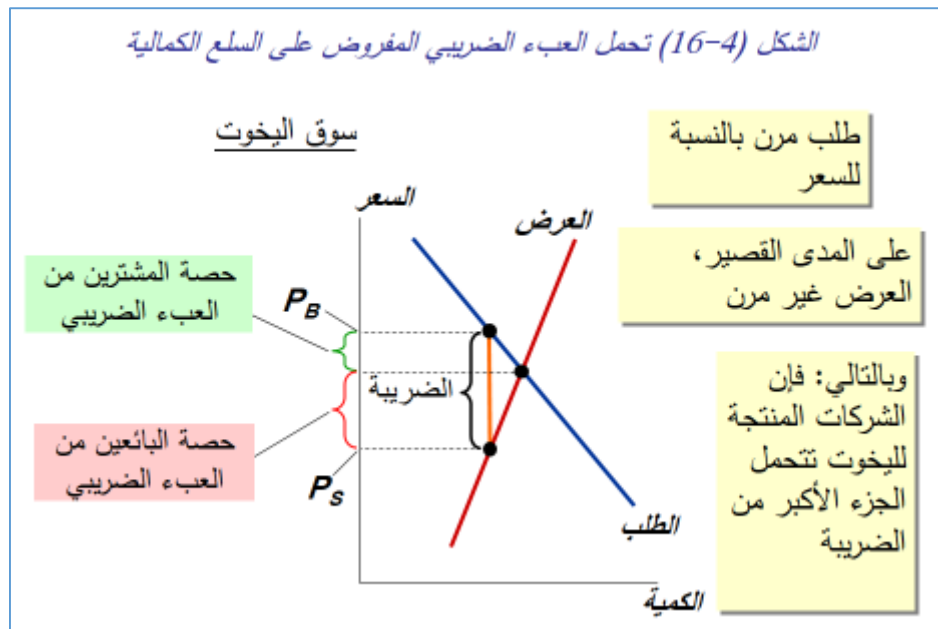 الشكل (4-16) تحمل العبء الضريبي المفروض على السلع الكمالية
سوق اليخوت
طلب مرن بالنسبة
للسعر
على المدى القصير ،
العرض غير مرن
وبالتالي: فإن
الشركات المنتجة
لليخوت تتحمل
الجزء الأكبر من
الضريبة
السعر
العرض
حصة المشترين من
العبء الضريبي
P_B
الضريبة
حصة البائعين من
العبء الضريبي
P_S
الطلب
الكمية